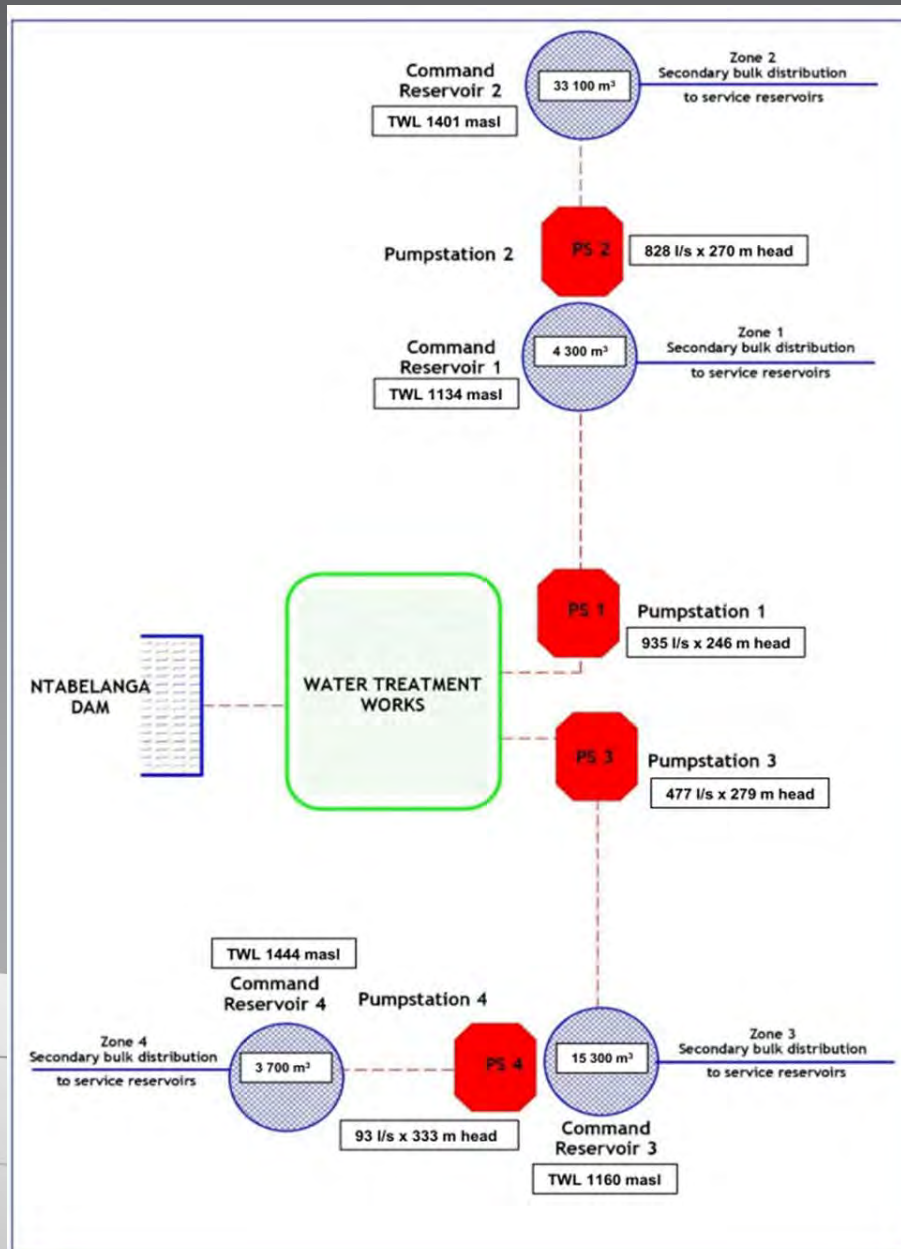 Command
Reservoir 2
TWL 1401 masl
33 100 m³
Zone 2
Secondary bulk distribution
to service reservoirs
Pumpstation 2
PS 2
828 l/s x 270 m head
Command
Reservoir 1
TWL 1134 masl
4 300 m³
Zone 1
Secondary bulk distribution
to service reservoirs
PS 1
Pumpstation 1
935 l/s x 246 m head
NTABELANGA
DAM
WATER TREATMENT
WORKS
PS 3
Pumpstation 3
477 l/s x 279 m head
TWL 1444 masl
Command
Reservoir 4
Pumpstation 4
Zone 4
Secondary bulk distribution
to service reservoirs
3 700 m³
PS 4
93 l/s x 333 m head
15 300 m³
Zone 3
Secondary bulk distribution
to service reservoirs
Command
Reservoir 3
TWL 1160 masl